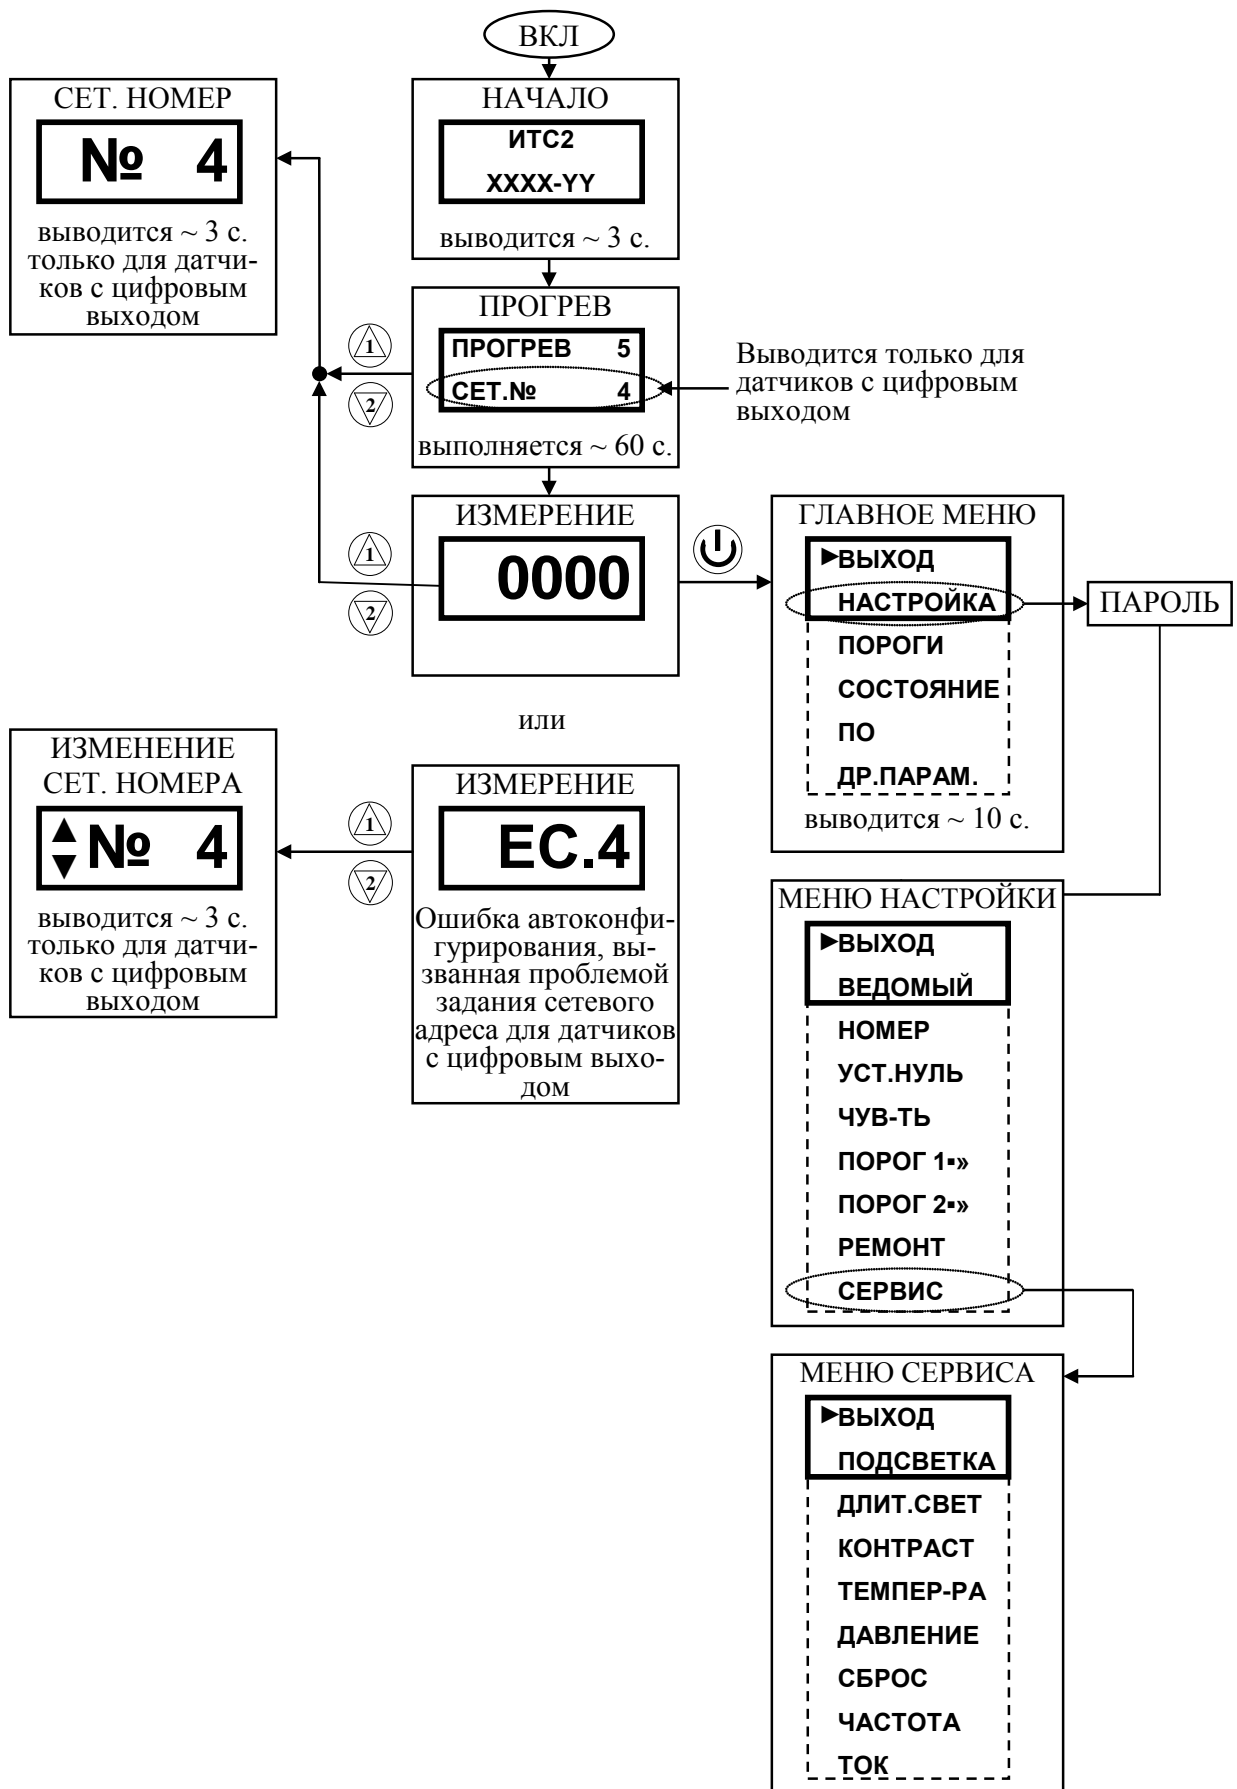 ВКЛ
СЕТ. НОМЕР
№ 4
выводится ~ 3 с.
только для датчи-
ков с цифровым
выходом
НАЧАЛО
ИТС2
XXXX-YY
выводится ~ 3 с.
ПРОГРЕВ
ПРОГРЕВ 5
СЕТ.№ 4
выполняется ~ 60 с.
1
2
Выводится только для
датчиков с цифровым
выходом
ИЗМЕРЕНИЕ
0000
1
2
ГЛАВНОЕ МЕНЮ
►ВЫХОД
НАСТРОЙКА
ПОРОГИ
СОСТОЯНИЕ
ПО
ДР.ПАРАМ.
выводится ~ 10 с.
ПАРОЛЬ
или
ИЗМЕНЕНИЕ
СЕТ. НОМЕРА
№ 4
выводится ~ 3 с.
только для датчи-
ков с цифровым
выходом
1
2
ИЗМЕРЕНИЕ
ЕС.4
Ошибка автоконфи-
гурирования, вы-
званная проблемой
задания сетевого
адреса для датчиков
с цифровым выхо-
дом
МЕНЮ НАСТРОЙКИ
►ВЫХОД
ВЕДОМЫЙ
НОМЕР
УСТ.НУЛЬ
ЧУВ-ТЬ
ПОРОГ 1▪»
ПОРОГ 2▪»
РЕМОНТ
СЕРВИС
МЕНЮ СЕРВИСА
►ВЫХОД
ПОДСВЕТКА
ДЛИТ.СВЕТ
КОНТРАСТ
ТЕМПЕР-РА
ДАВЛЕНИЕ
СБРОС
ЧАСТОТА
ТОК